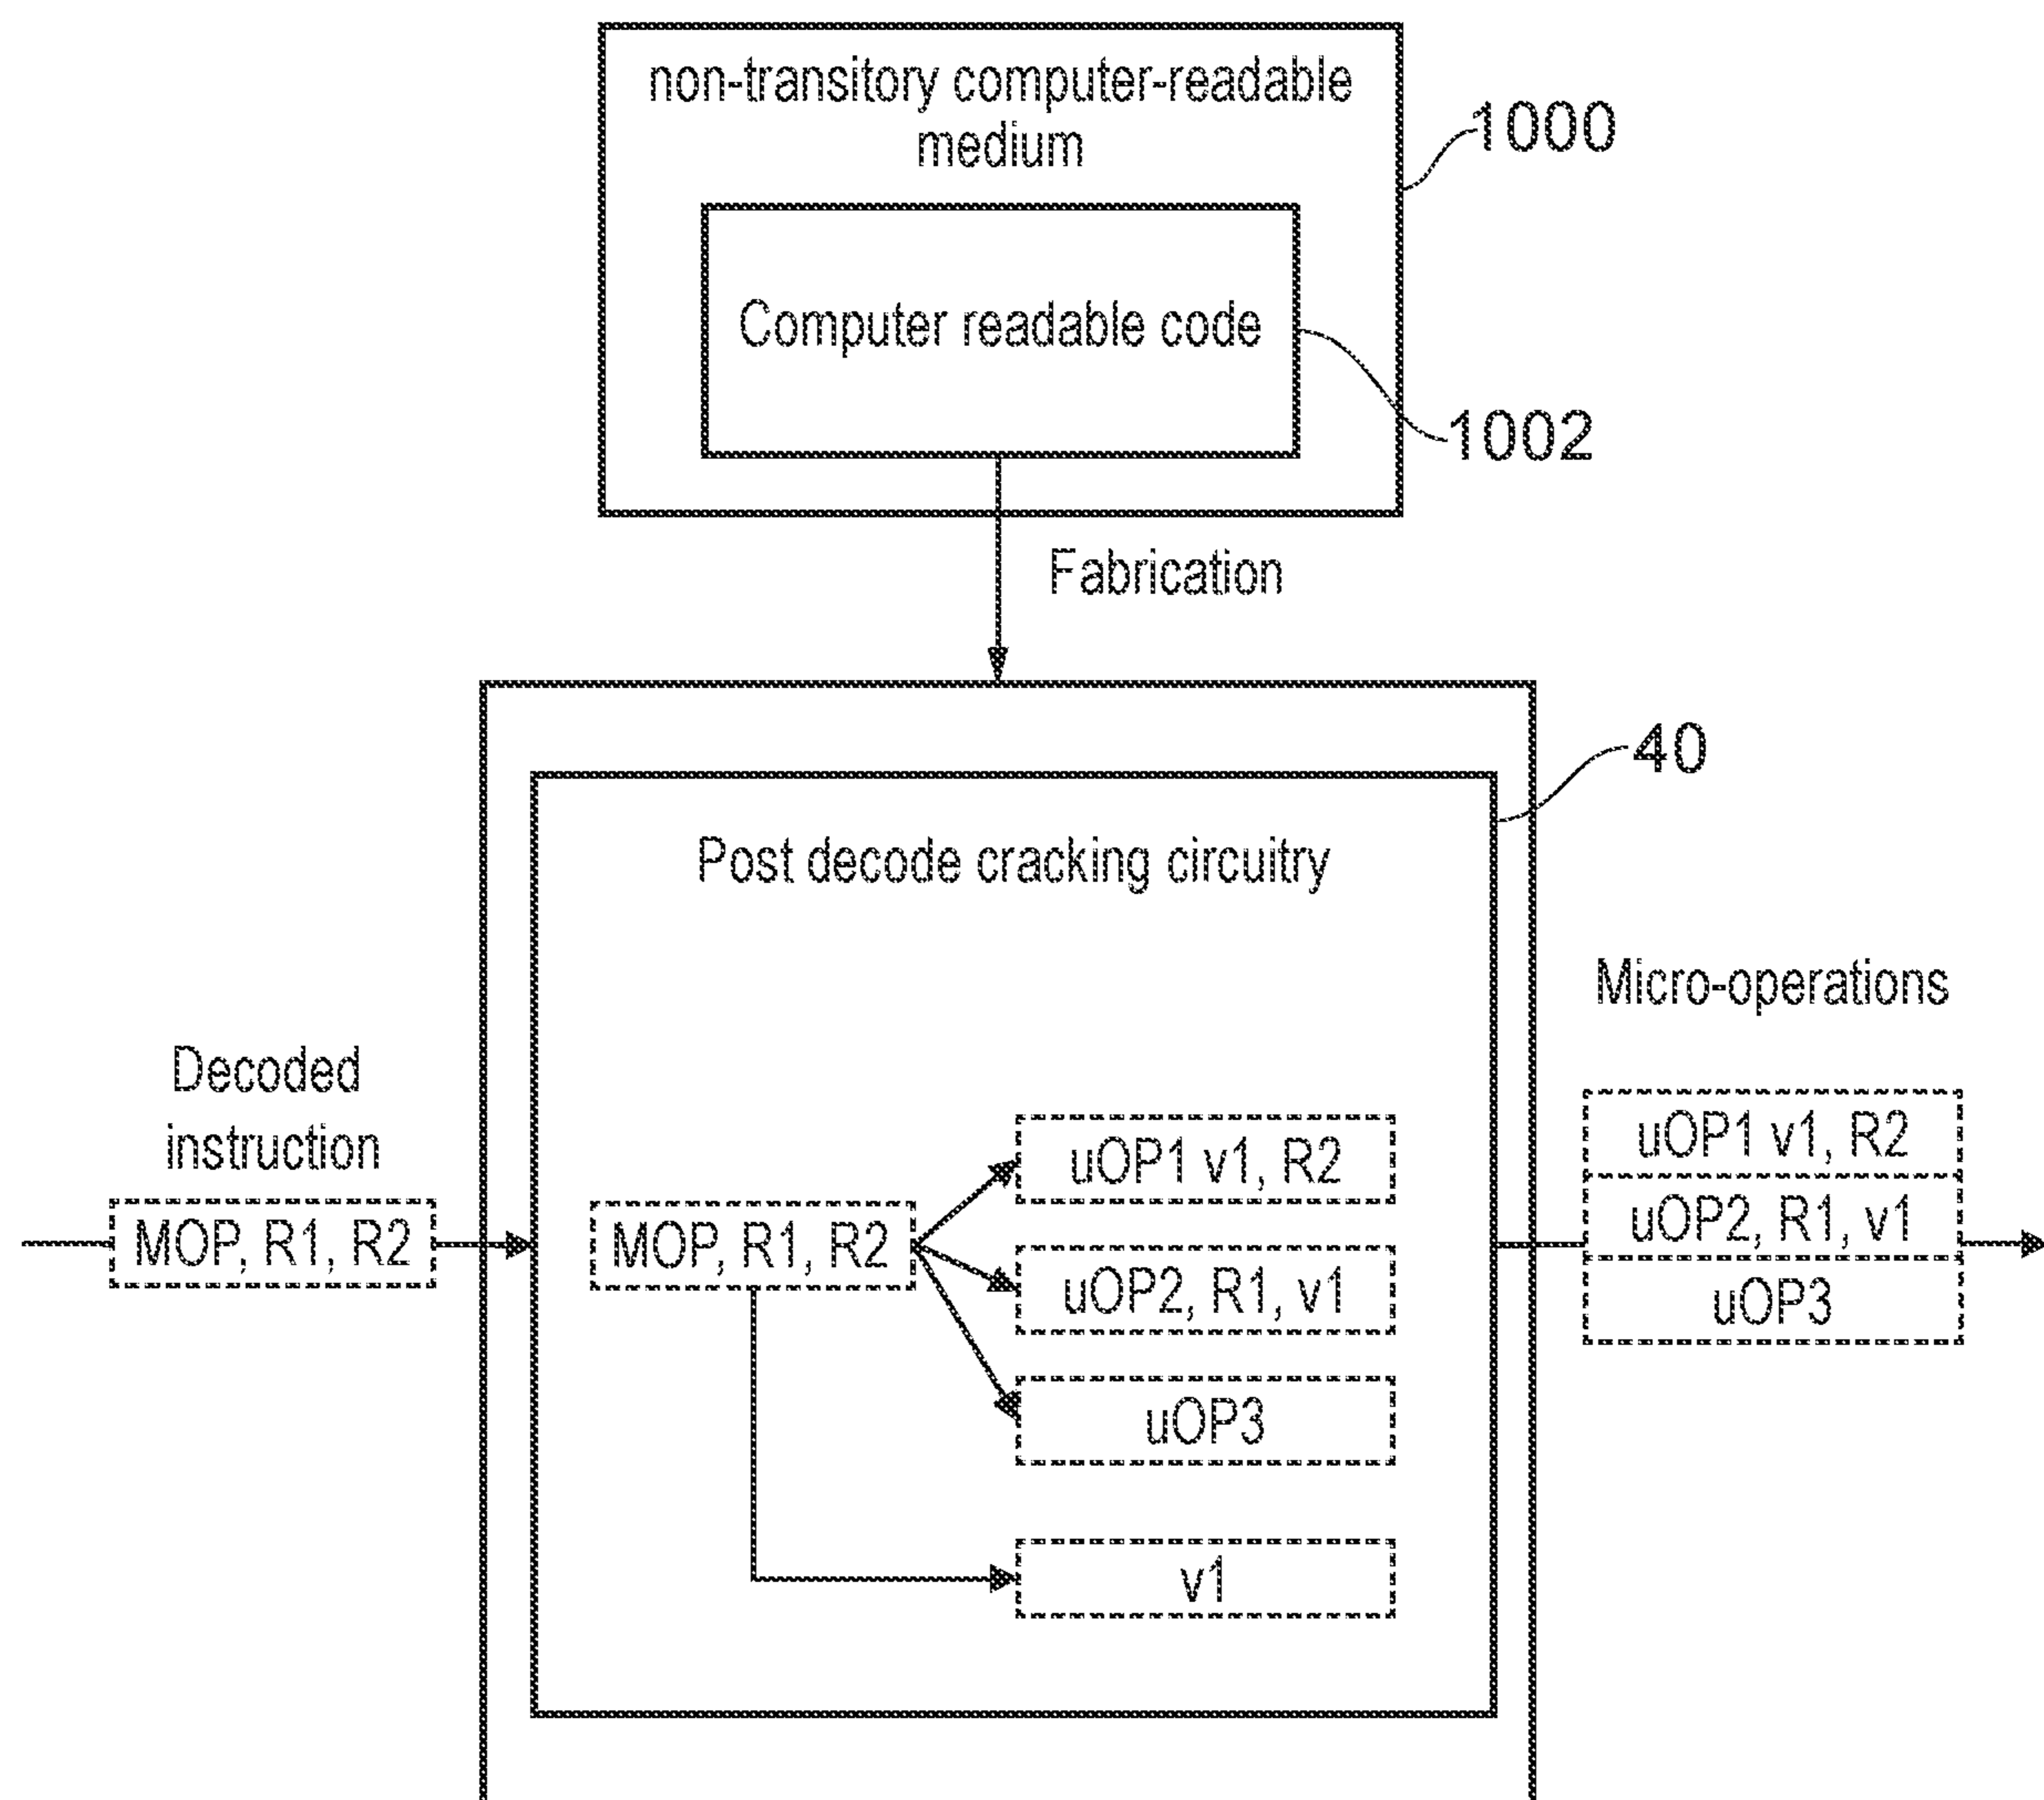 non-transitory computer-readable
medium
1000
Computer readable code
1002
Fabrication
40
Post decode cracking circuitry
Micro-operations
Decoded
instruction
MOP, R1, R2
MOP, R1, R2
uOP1 v1, R2
uOP2, R1, v1
uOP3
v1
uOP1 v1, R2
uOP2, R1, v1
uOP3